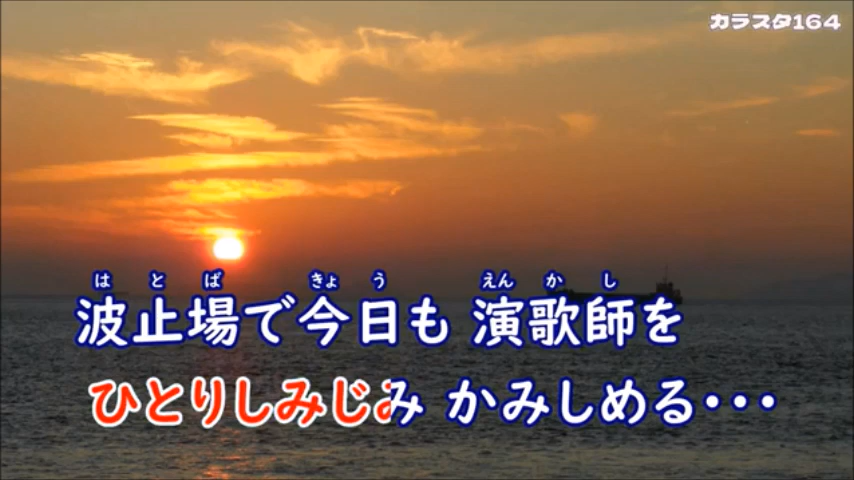 カラスタ164
はとば きょう えんかし
波止場で今日も 演歌師を
ひとりしみじみ かみしめる・・・